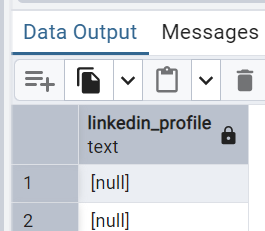 Data Output Messages
linkedin_profile
text
1 [null]
2 [null]